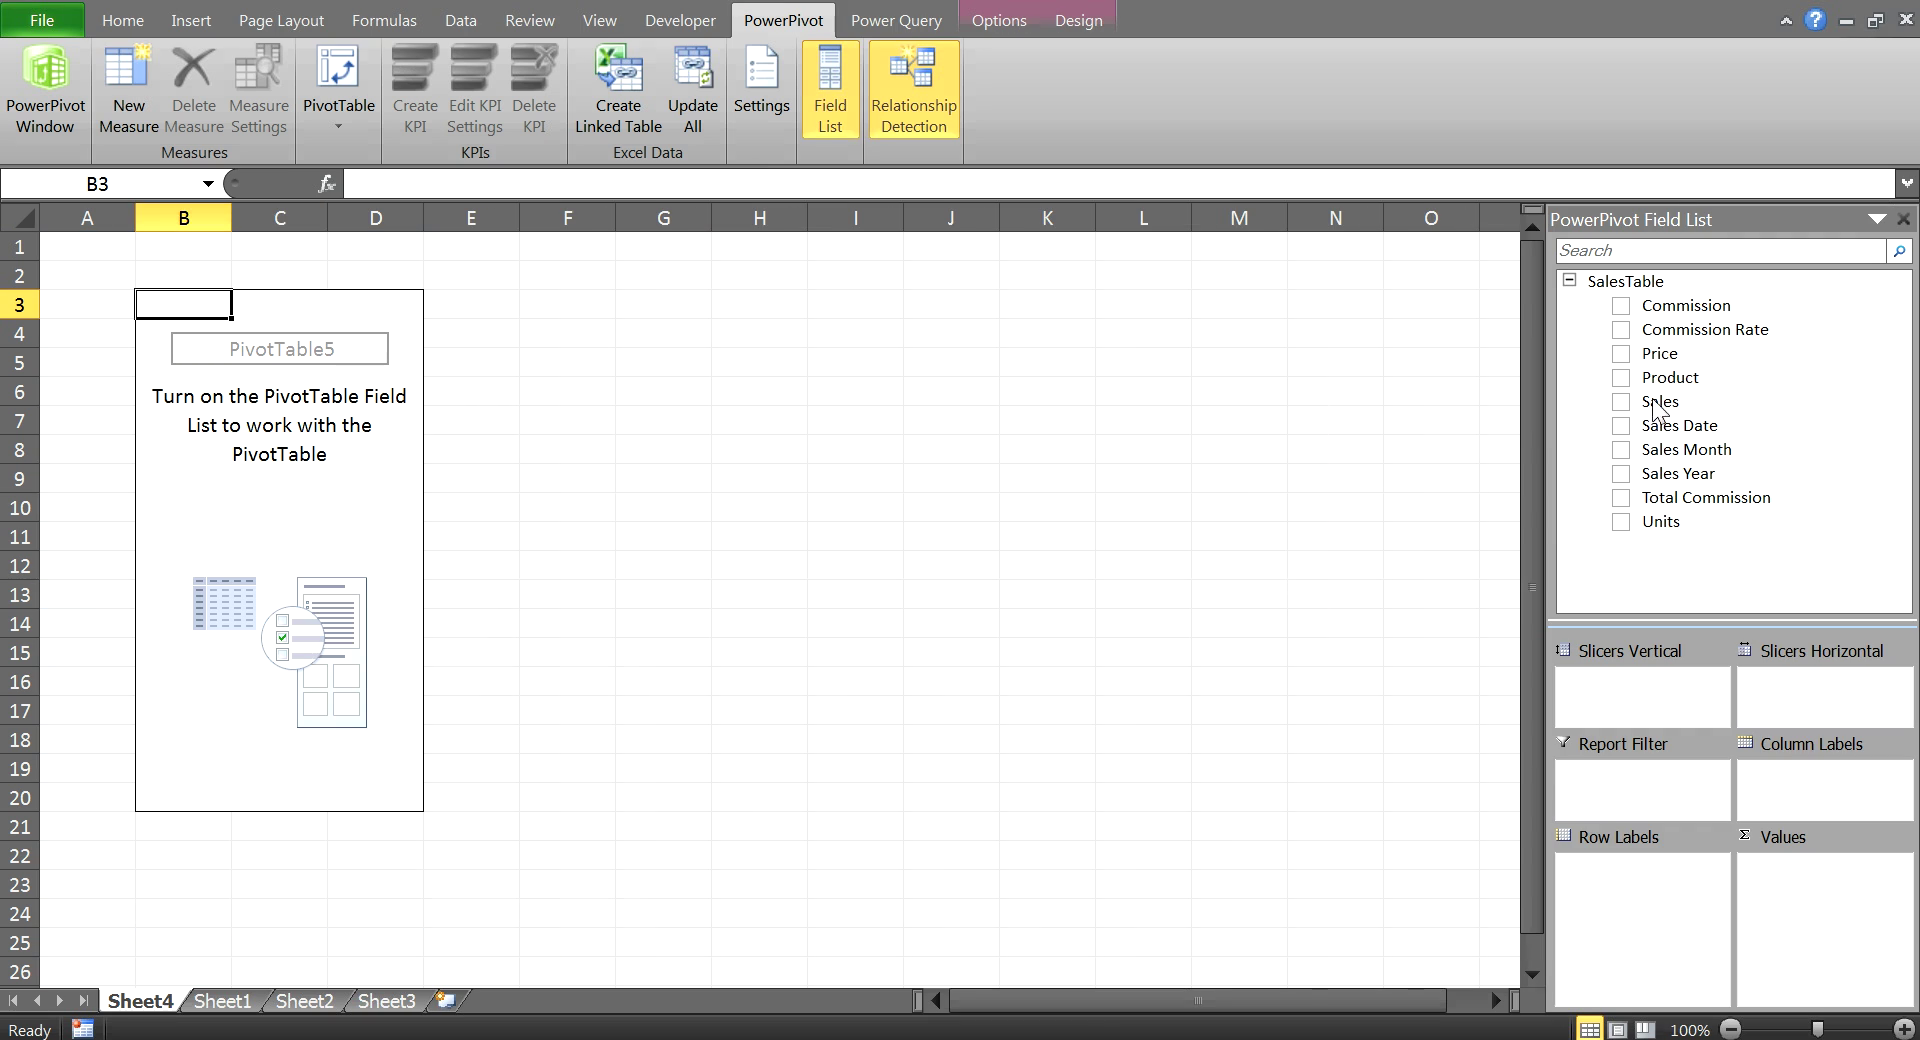 File Home Insert Page Layout Formulas Data Review View Developer PowerPivot Power Query Options Design
PowerPivot Window
New Measure
Delete Measure
Measure Settings
PivotTable
Create KPI
Edit KPI Settings
Delete KPI
Create Linked Table
Update All
Settings
Field List
Relationship Detection
Measures KPIs Excel Data
B3 fx
A B C D E F G H I J K L M N O
PowerPivot Field List
Search
SalesTable
Commission
Commission Rate
Price
Product
Sales
Sales Date
Sales Month
Sales Year
Total Commission
Units
1
2
3
4
5
6
7
8
9
10
11
12
13
14
15
16
17
18
19
20
21
22
23
24
25
26
PivotTable5
Turn on the PivotTable Field
List to work with the
PivotTable
Slicers Vertical Slicers Horizontal
Report Filter Column Labels
Row Labels Σ Values
Sheet4 Sheet1 Sheet2 Sheet3
Ready 100%